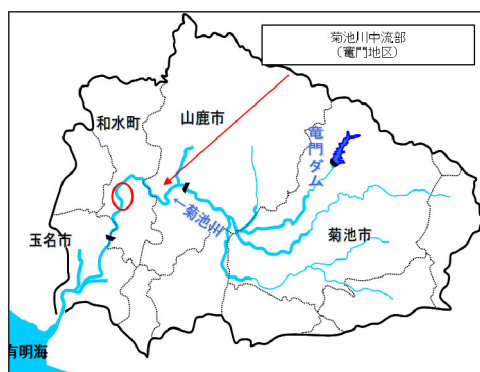 菊池川中流部
(竈門地区)
山鹿市
和水町
竜門ダム
←菊池川
菊池市
玉名市
有明海